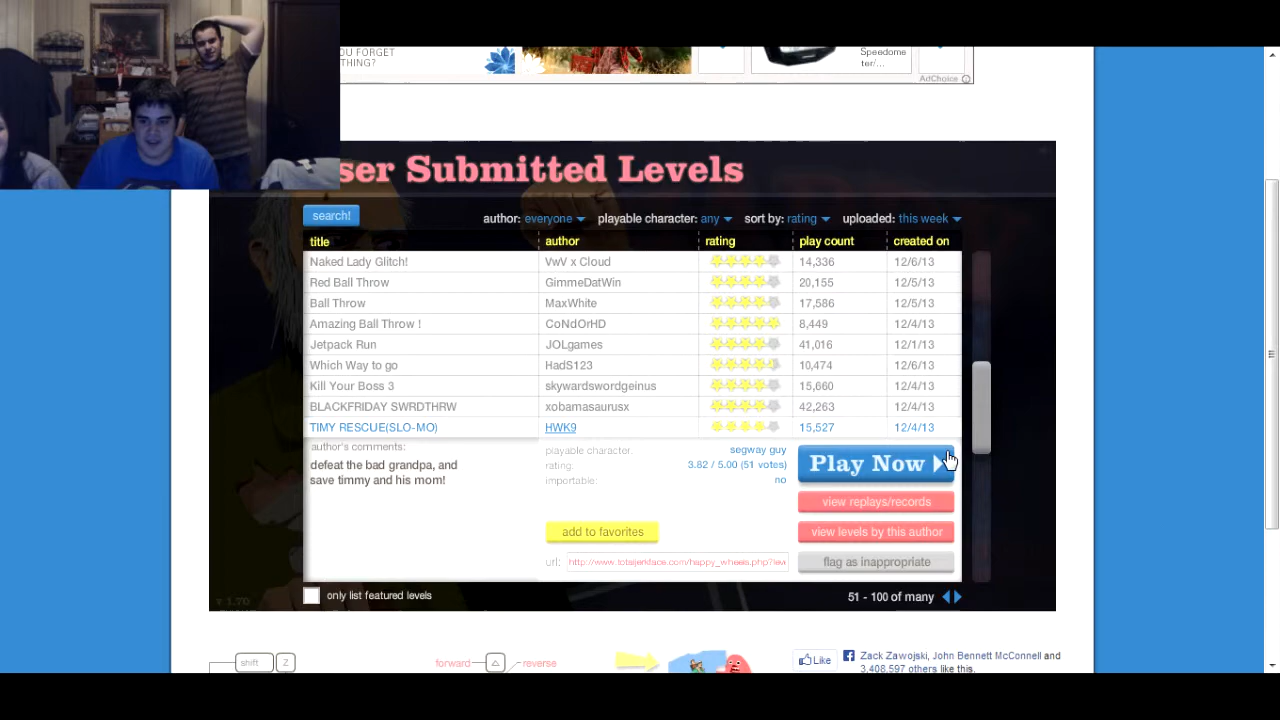 OU FORGET
THING?
Speedome
ter/...
AdChoice
ser Submitted Levels
search!
author: everyone playable character: any sort by: rating uploaded: this week
title author rating play count created on
Naked Lady Glitch! VwV x Cloud 14,336 12/6/13
Red Ball Throw GimmeDatWin 20,155 12/5/13
Ball Throw MaxWhite 17,586 12/5/13
Amazing Ball Throw ! CoNdOrHD 8,449 12/4/13
Jetpack Run JOLgames 41,016 12/1/13
Which Way to go HadS123 10,474 12/6/13
Kill Your Boss 3 skywardswordgeinus 15,660 12/4/13
BLACKFRIDAY SWRDTHRW xobamasaurusx 42,263 12/4/13
TIMY RESCUE(SLO-MO) HWK9 15,527 12/4/13
author's comments:
defeat the bad grandpa, and
save timmy and his mom!
playable character: segway guy
rating: 3.82 / 5.00 (51 votes)
importable: no
Play Now
view replays/records
add to favorites
view levels by this author
url: http://www.totaljerkface.com/happy_wheels.php?lev
flag as inappropriate
only list featured levels
51 - 100 of many
v 1.70
shift Z
forward reverse
Like
Zack Zawojski, John Bennett McConnell and
3,408,597 others like this.